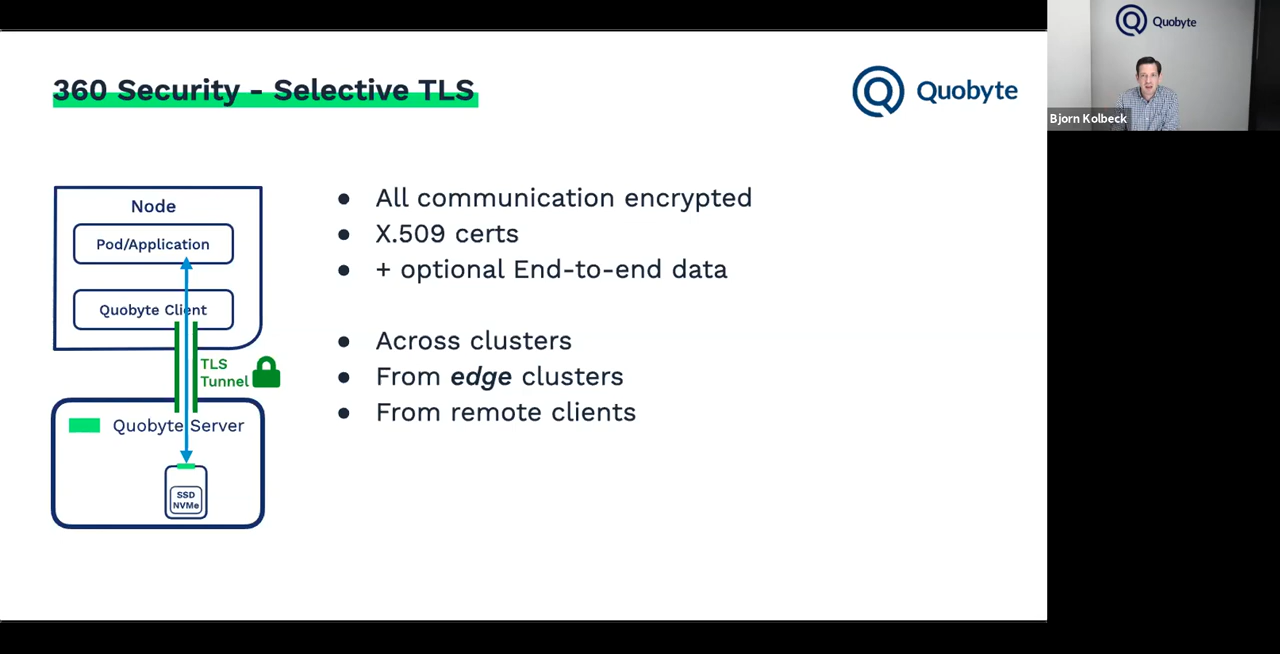 360 Security - Selective TLS
Quobyte
Quobyte
Bjorn Kolbeck
Node
Pod/Application
Quobyte Client
TLS
Tunnel
Quobyte Server
SSD
NVMe
● All communication encrypted
● X.509 certs
● + optional End-to-end data
● Across clusters
● From edge clusters
● From remote clients